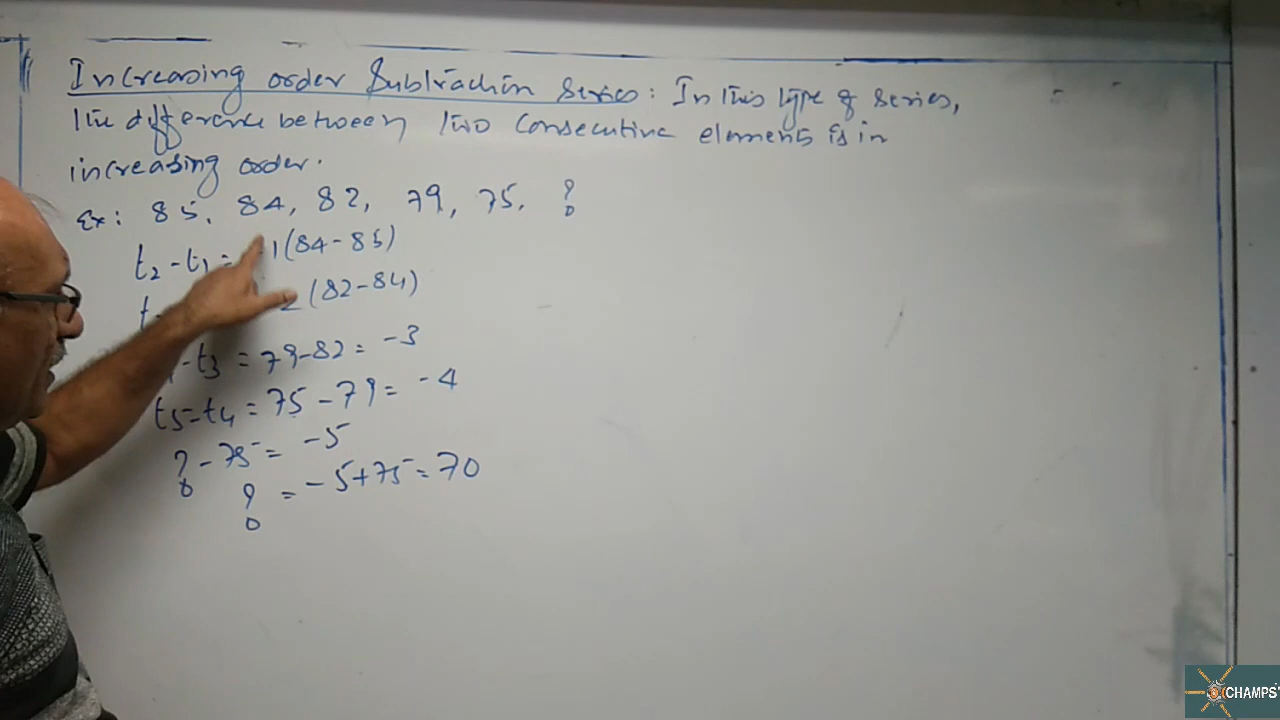 Increasing order Subtraction Series: In this type of series,
the difference between two consecutive elements is in
increasing order.
Ex: 85, 84, 82, 79, 75, ?
t2 - t1 = -1 (84-85)
2 (82-84)
- t3 = 79-82 = -3
t5 = t4 = 75 - 79 = -4
? - 75 = -5
? = -5+75 = 70
CHAMPS